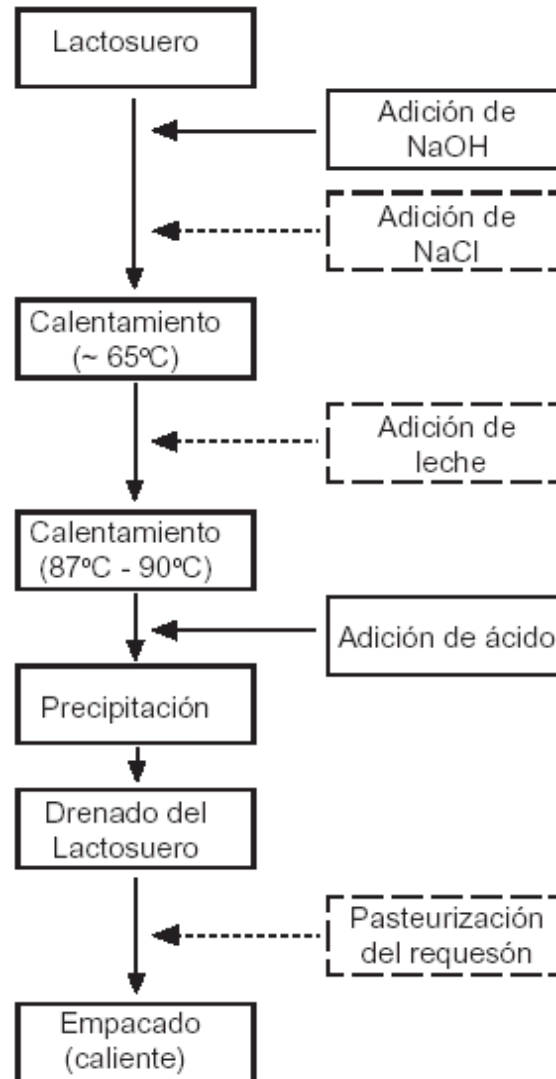 Lactosuero
Adición de
NaOH
Adición de
NaCl
Calentamiento
(~ 65ºC)
Adición de
leche
Calentamiento
(87ºC - 90ºC)
Adición de ácido
Precipitación
Drenado del
Lactosuero
Pasteurización
del requesón
Empacado
(caliente)